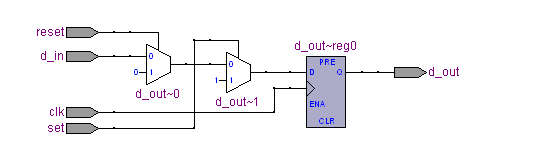 reset
d_in
0
0
1
d_out~0
0
1
1
d_out~1
d_out~reg0
PRE
D
Q
ENA
CLR
d_out
clk
set